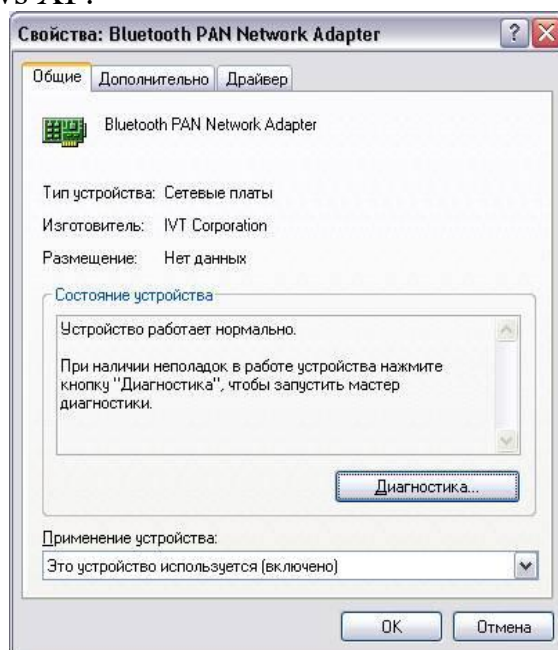 Свойства: Bluetooth PAN Network Adapter
Общие Дополнительно Драйвер
Bluetooth PAN Network Adapter
Тип устройства: Сетевые платы
Изготовитель: IVT Corporation
Размещение: Нет данных
Состояние устройства
Устройство работает нормально.
При наличии неполадок в работе устройства нажмите
кнопку "Диагностика", чтобы запустить мастер
диагностики.
Диагностика...
Применение устройства:
Это устройство используется (включено)
OK Отмена